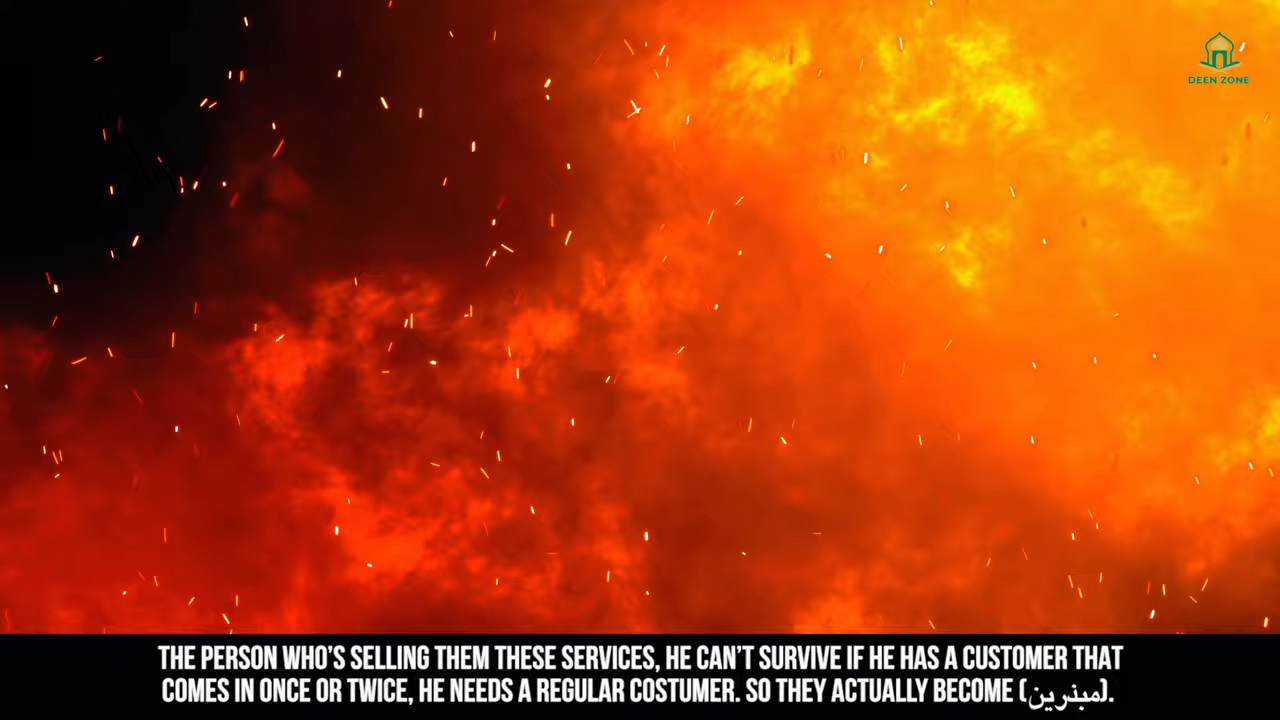 DEEN ZONE
THE PERSON WHO'S SELLING THEM THESE SERVICES, HE CAN'T SURVIVE IF HE HAS A CUSTOMER THAT
COMES IN ONCE OR TWICE, HE NEEDS A REGULAR COSTUMER. SO THEY ACTUALLY BECOME (مبذرين).